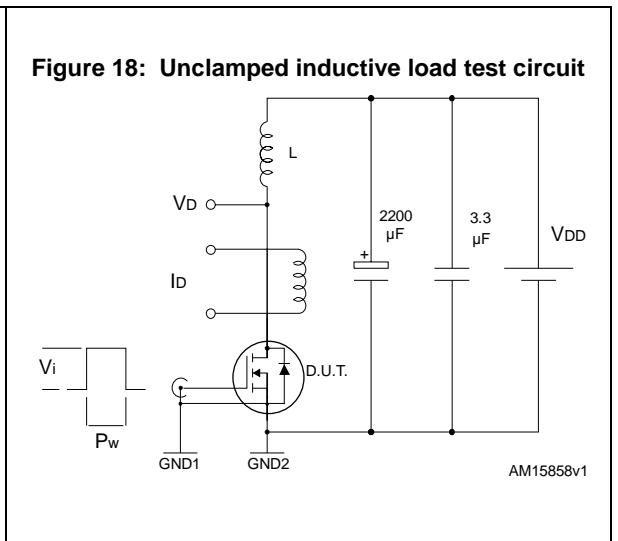 Figure 18: Unclamped inductive load test circuit
L
VD
2200
µF
3.3
µF
VDD
+
ID
Vi
D.U.T.
Pw
GND1
GND2
AM15858v1